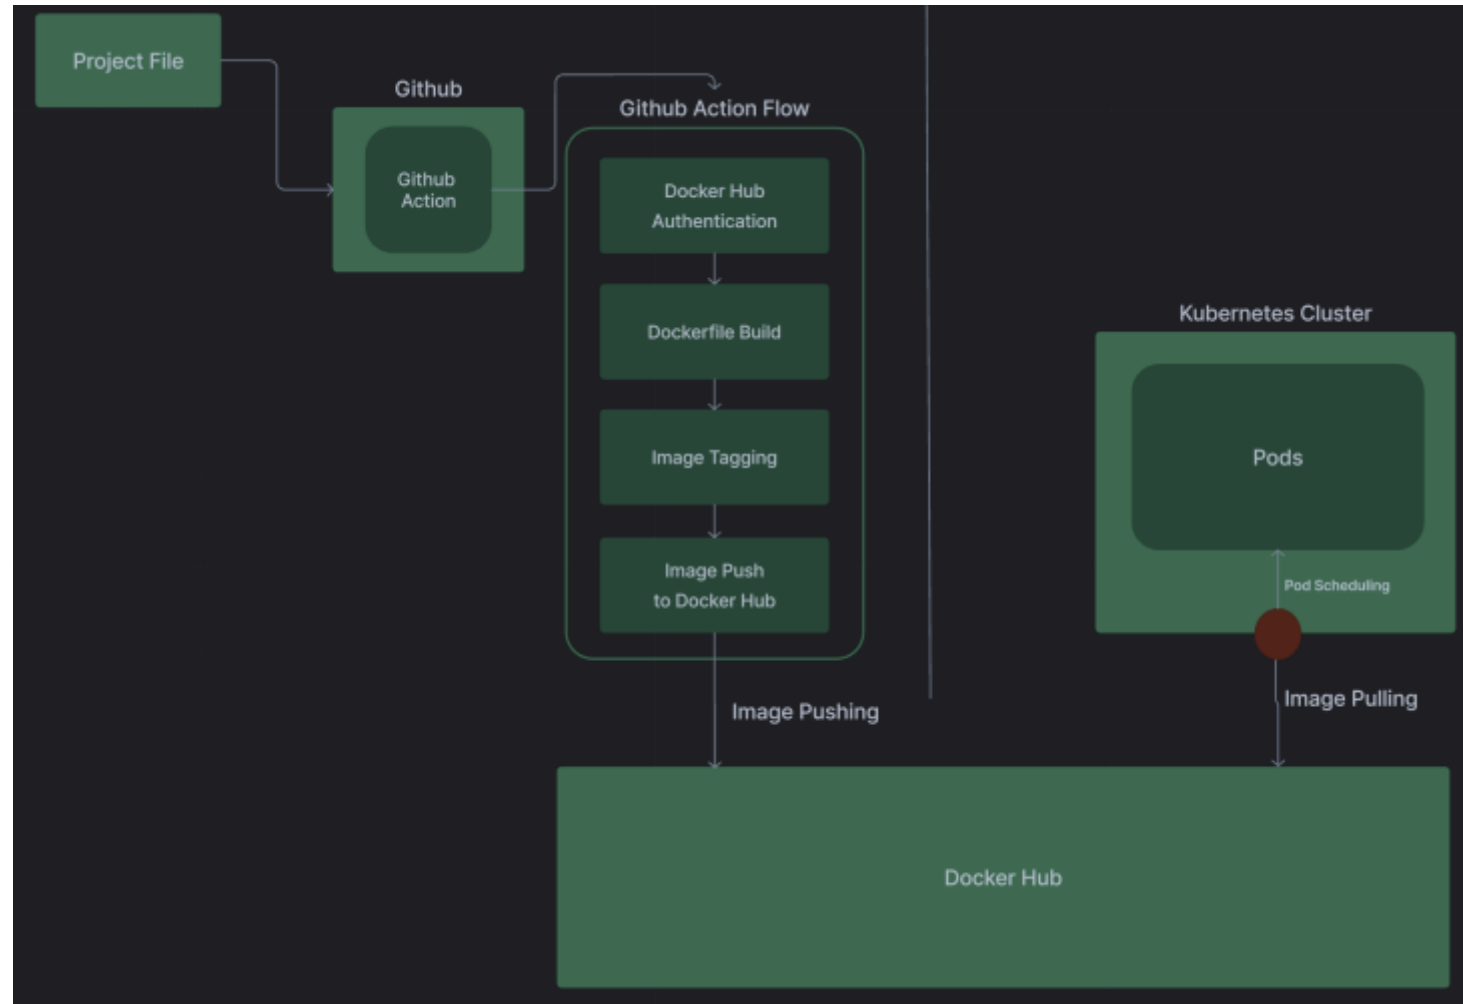 Project File
Github
Github
Action
Github Action Flow
Docker Hub
Authentication
Dockerfile Build
Image Tagging
Image Push
to Docker Hub
Image Pushing
Kubernetes Cluster
Pods
Pod Scheduling
Image Pulling
Docker Hub